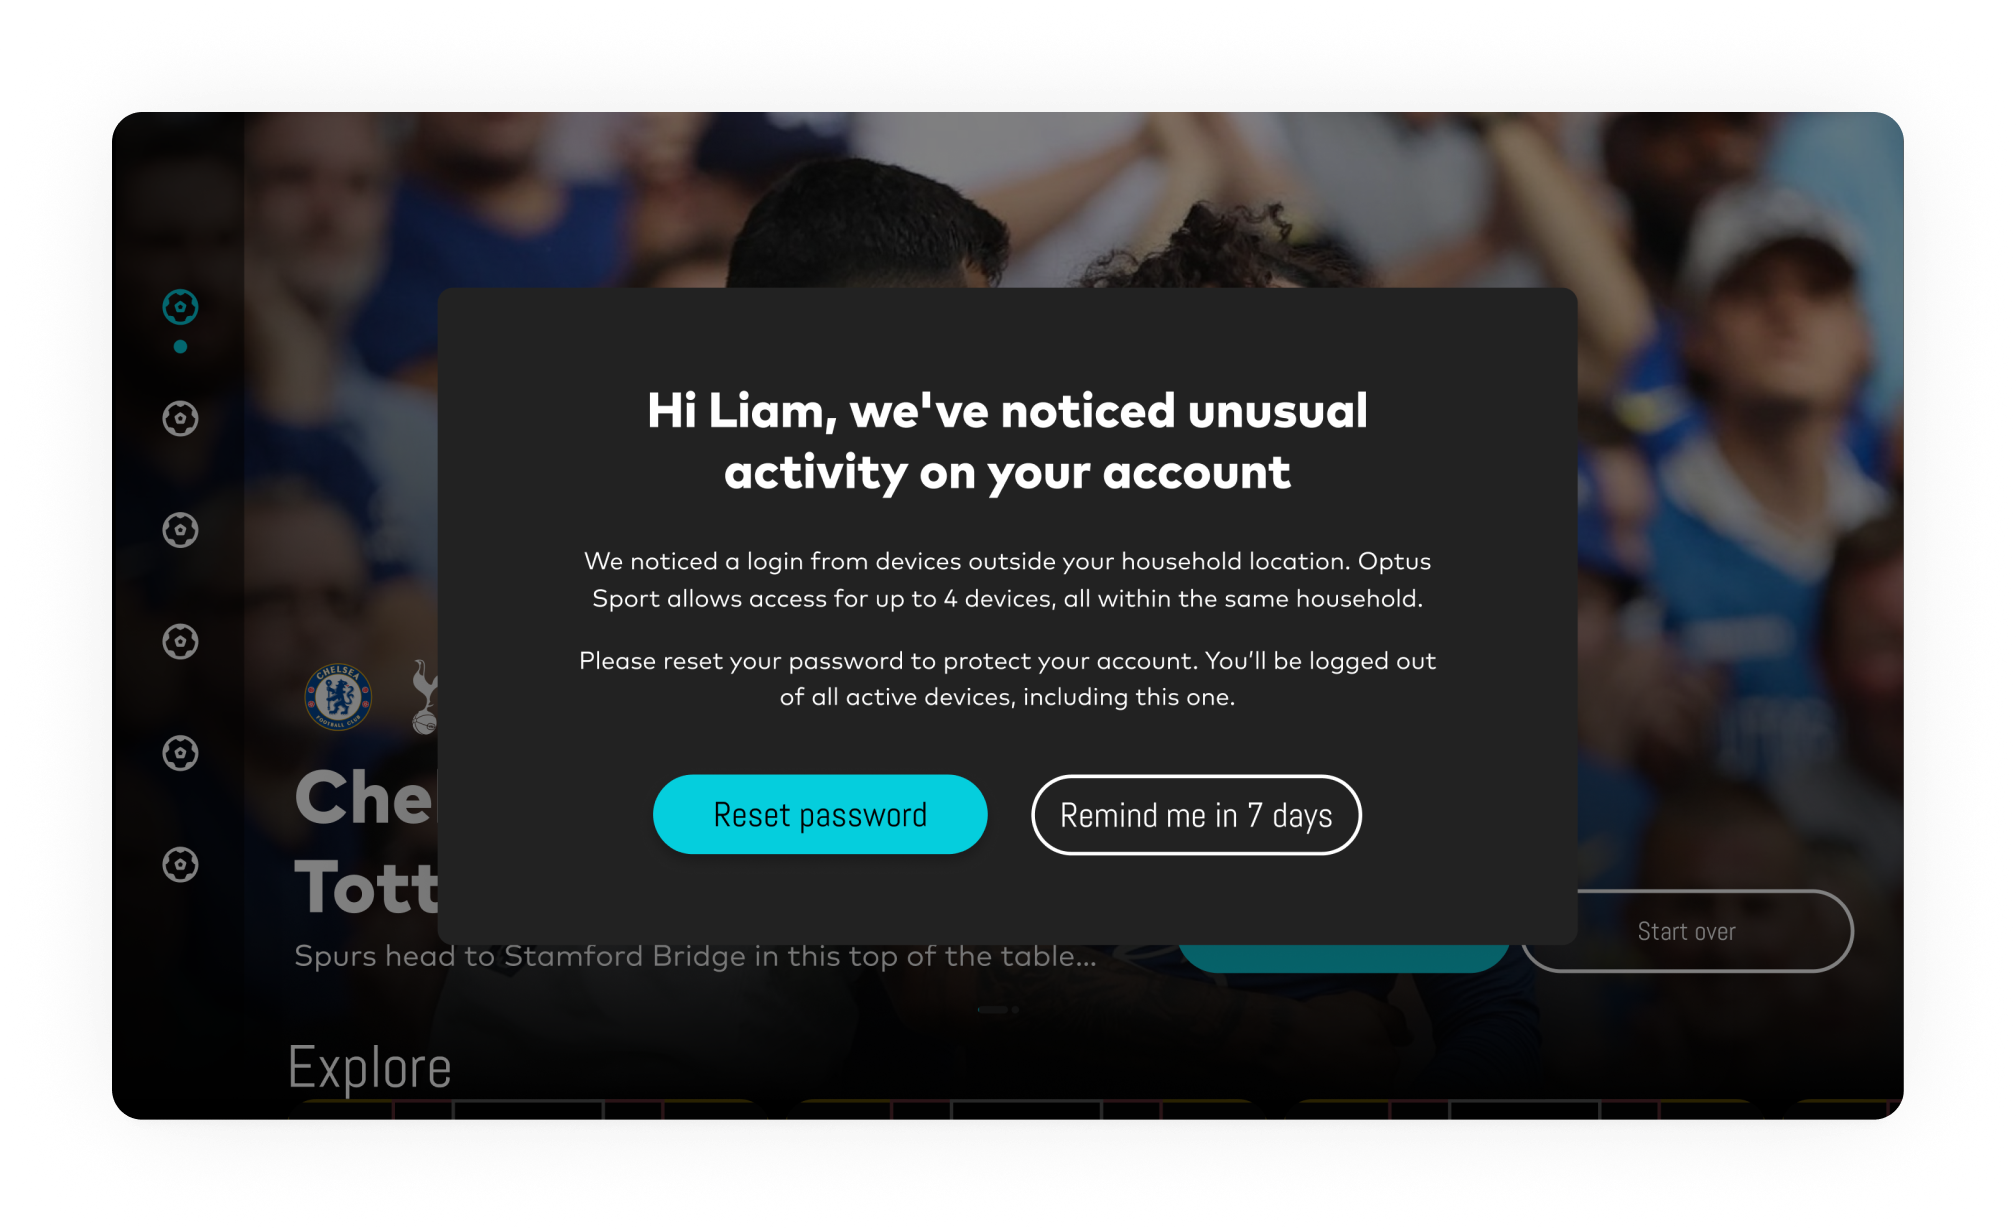 Hi Liam, we've noticed unusual
activity on your account
We noticed a login from devices outside your household location. Optus
Sport allows access for up to 4 devices, all within the same household.
Please reset your password to protect your account. You’ll be logged out
of all active devices, including this one.
Reset password
Remind me in 7 days
CHELSEA
FOOTBALL CLUB
Start over
Spurs head to Stamford Bridge in this top of the table...
Explore